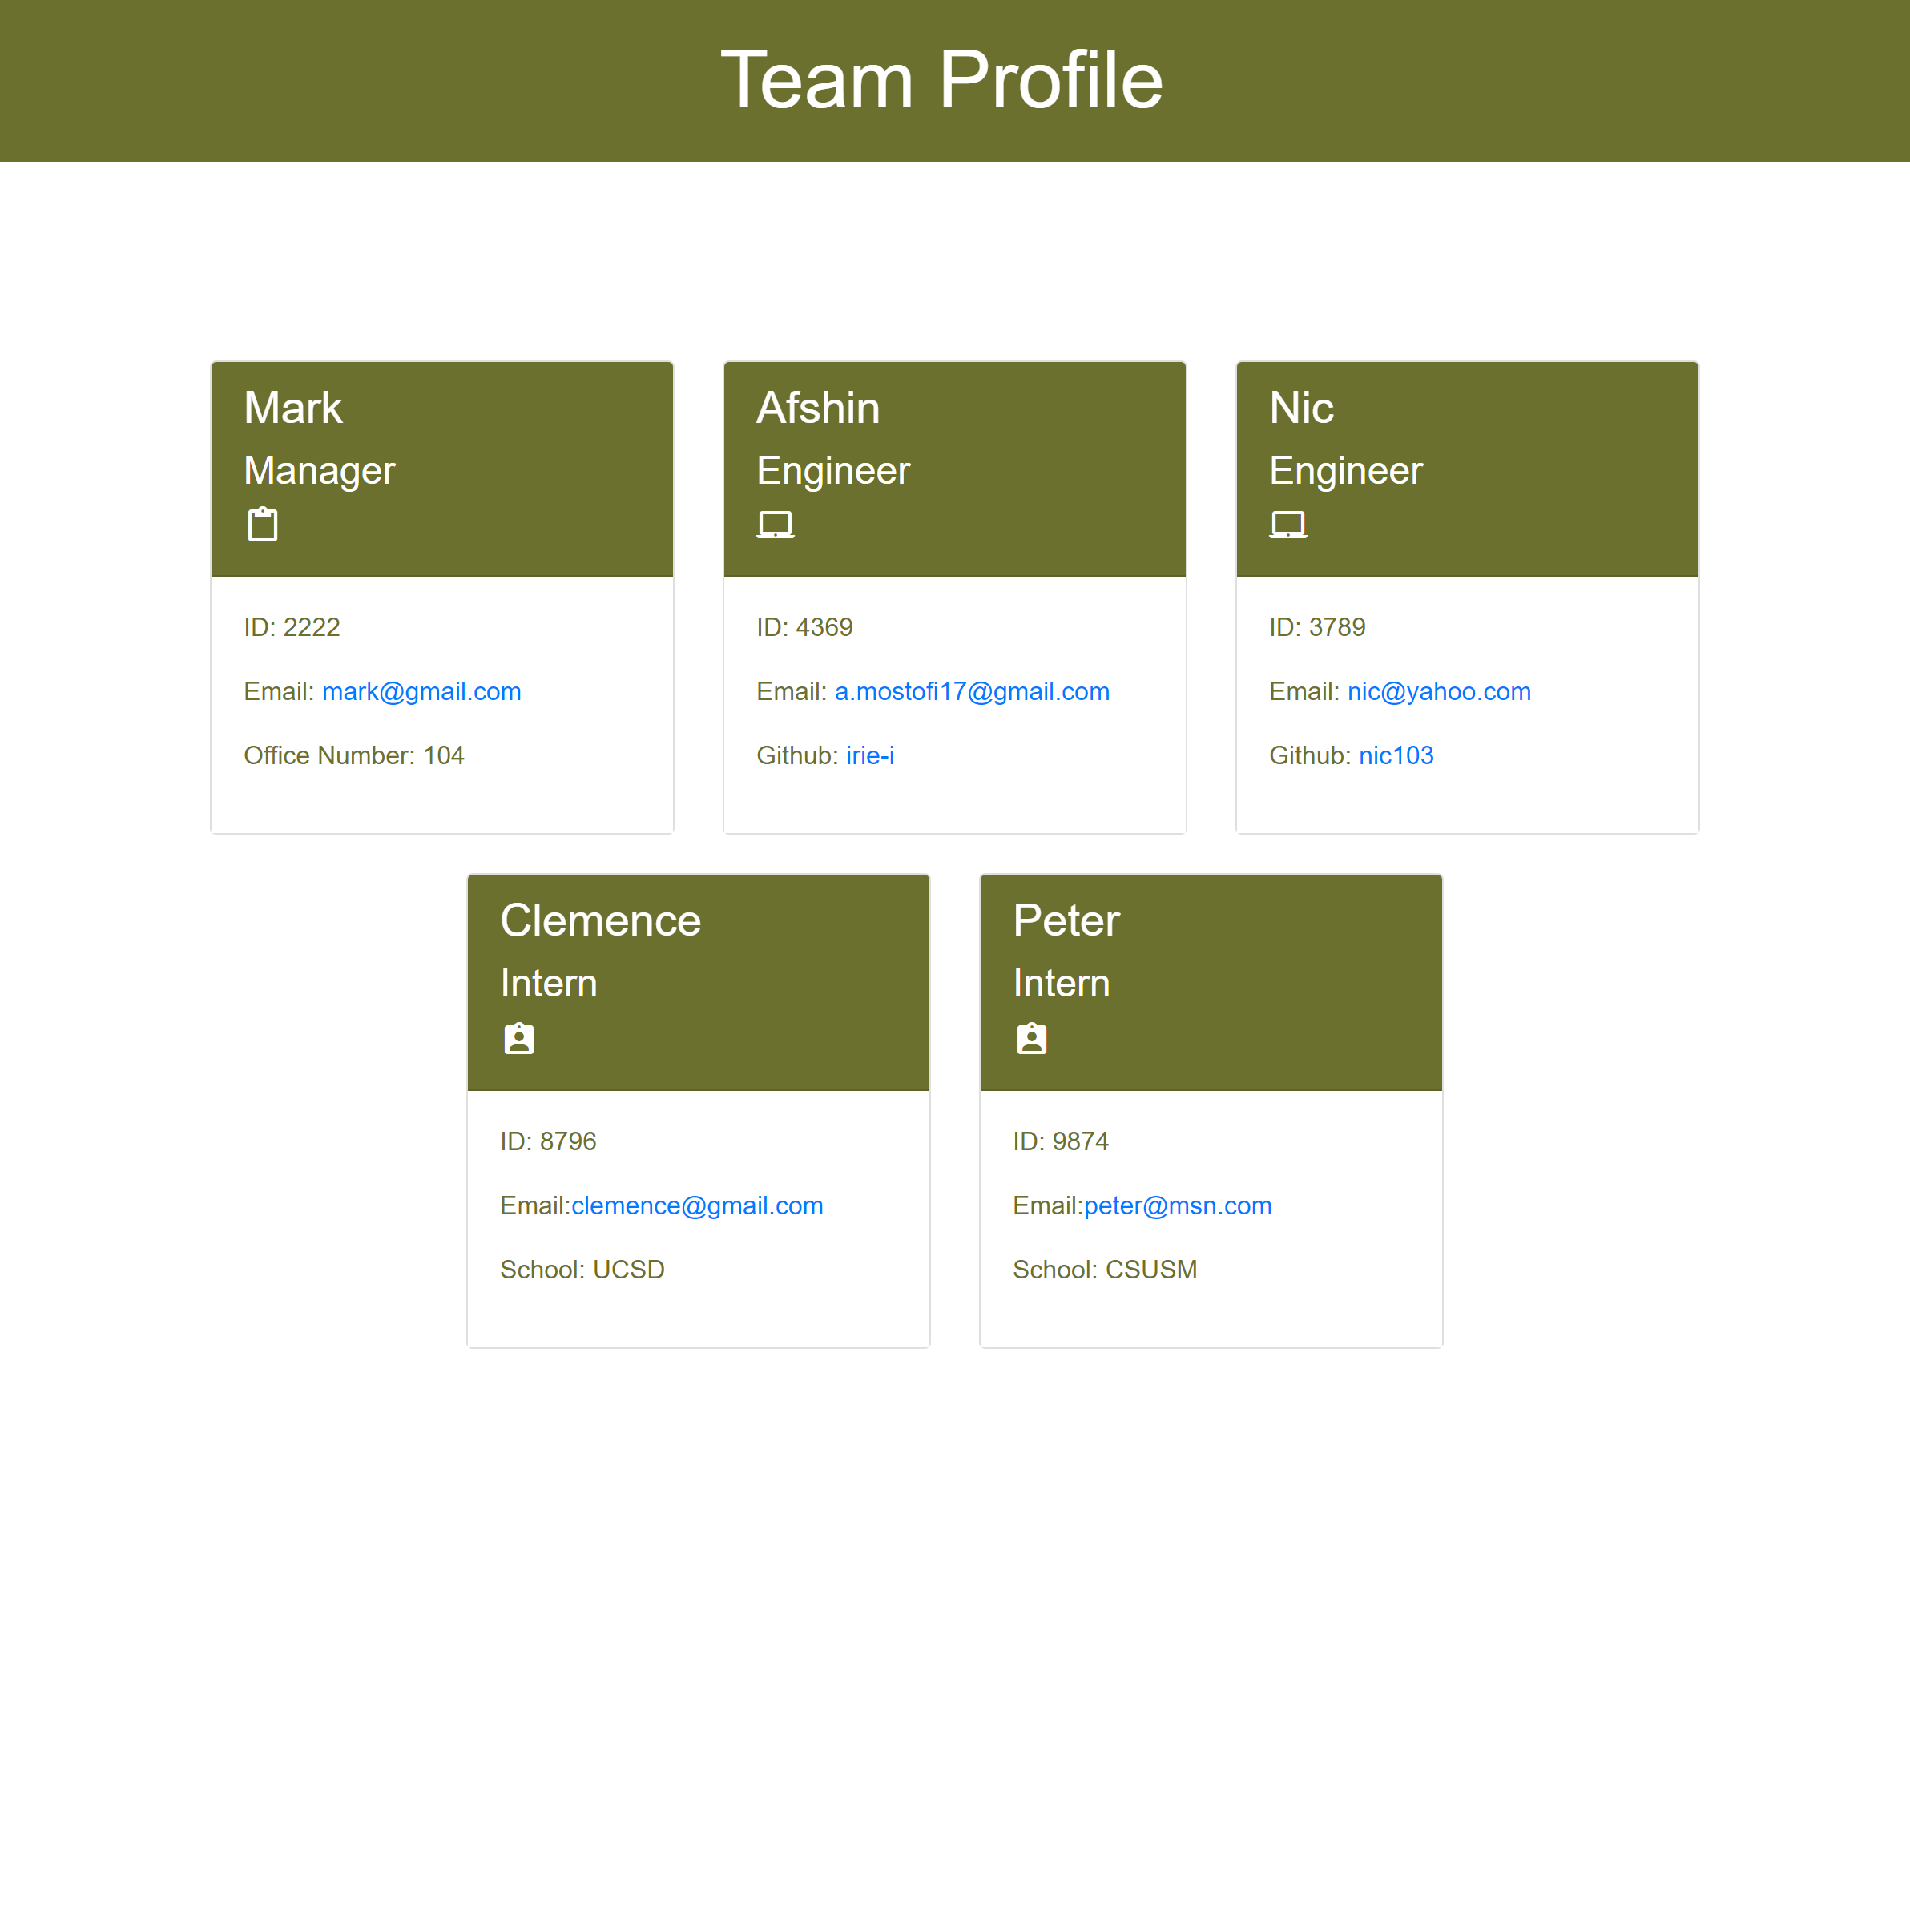 Team Profile
Mark
Manager
ID: 2222
Email: mark@gmail.com
Office Number: 104
Afshin
Engineer
ID: 4369
Email: a.mostofi17@gmail.com
Github: irie-i
Nic
Engineer
ID: 3789
Email: nic@yahoo.com
Github: nic103
Clemence
Intern
ID: 8796
Email:clemence@gmail.com
School: UCSD
Peter
Intern
ID: 9874
Email:peter@msn.com
School: CSUSM